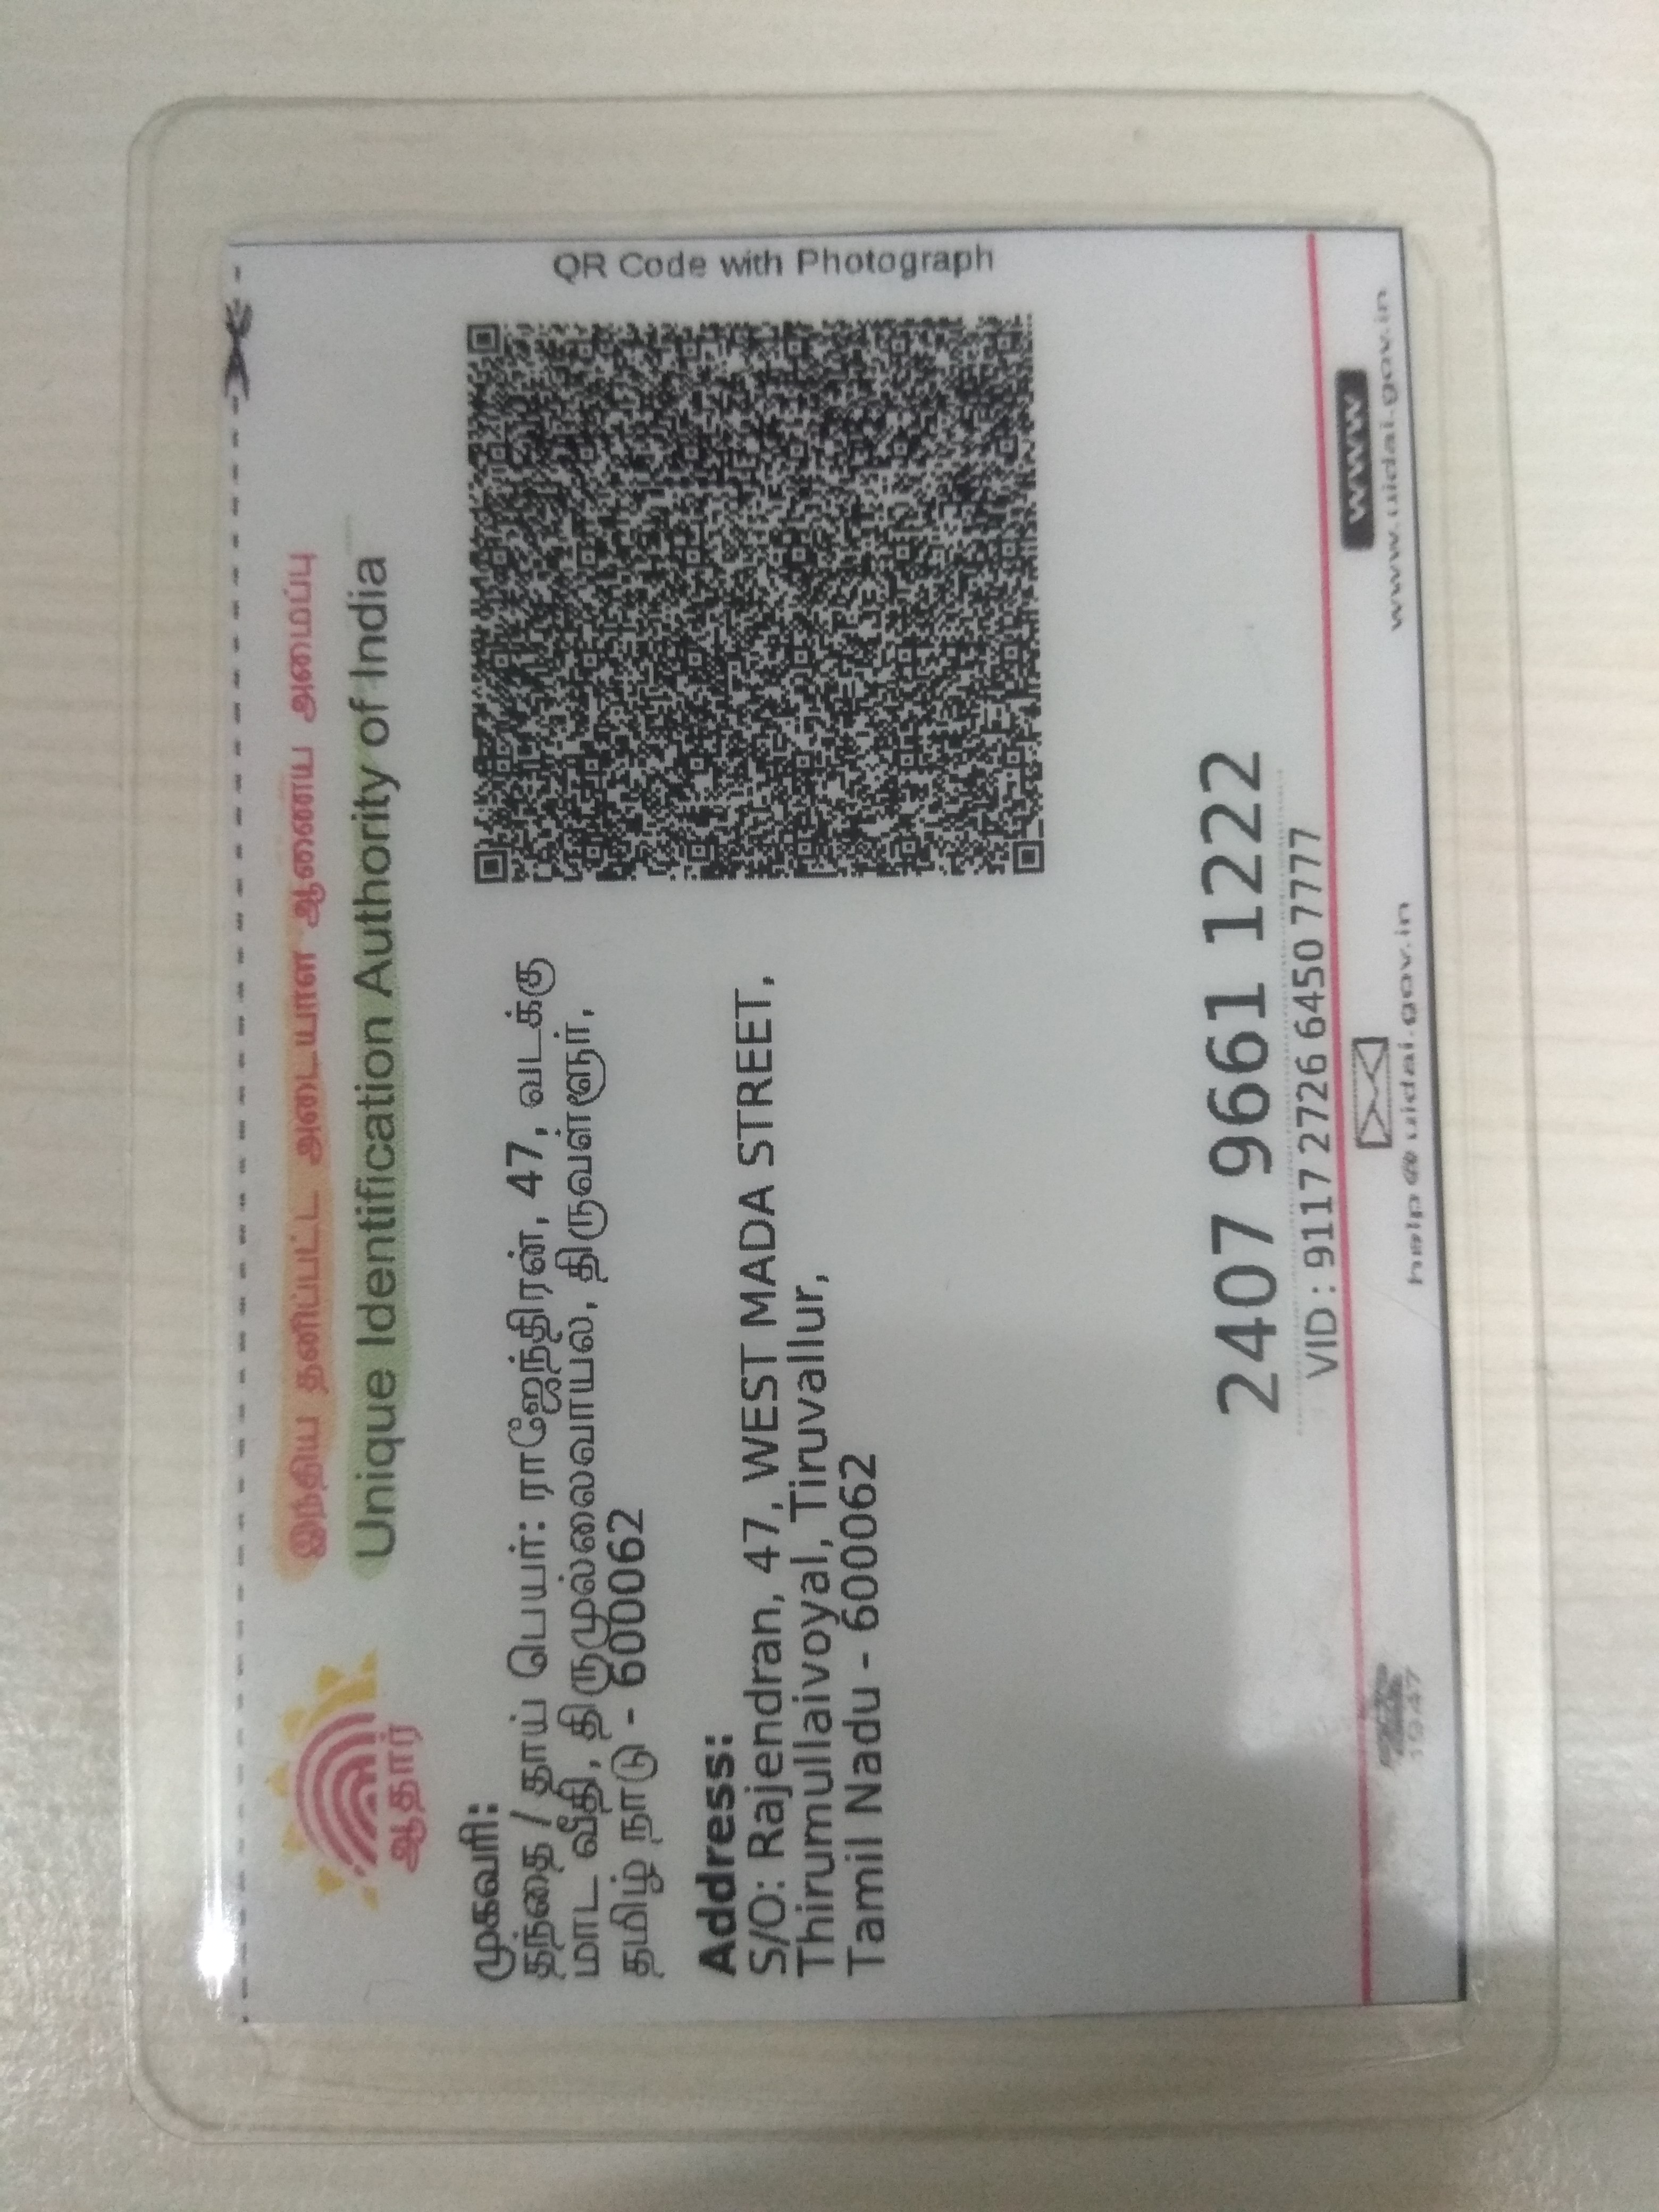 இந்திய தனிப்பட்ட அடையாள ஆணைய அமைப்பு
Unique Identification Authority of India
ஆதார்
முகவரி:
தந்தை / தாய் பெயர்: ராஜேந்திரன், 47, வடக்கு
மாட வீதி, திருமுல்லைவாயல், திருவள்ளூர்,
தமிழ் நாடு - 600062
Address:
S/O: Rajendran, 47, WEST MADA STREET,
Thirumullaivoyal, Tiruvallur,
Tamil Nadu - 600062
QR Code with Photograph
2407 9661 1222
VID : 9117 2726 6450 7777
1947
help@uidai.gov.in
www
www.uidai.gov.in